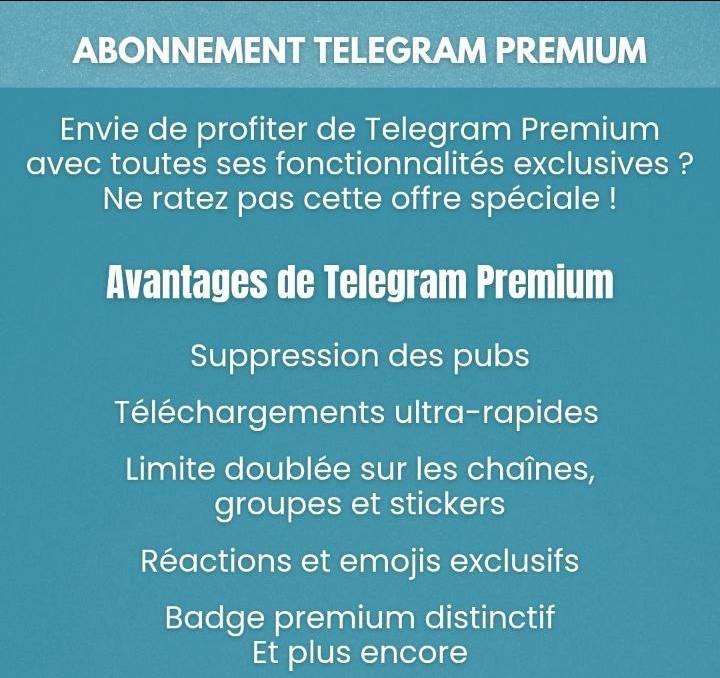 ABONNEMENT TELEGRAM PREMIUM
Envie de profiter de Telegram Premium
avec toutes ses fonctionnalités exclusives ?
Ne ratez pas cette offre spéciale !
Avantages de Telegram Premium
Suppression des pubs
Téléchargements ultra-rapides
Limite doublée sur les chaînes,
groupes et stickers
Réactions et emojis exclusifs
Badge premium distinctif
Et plus encore